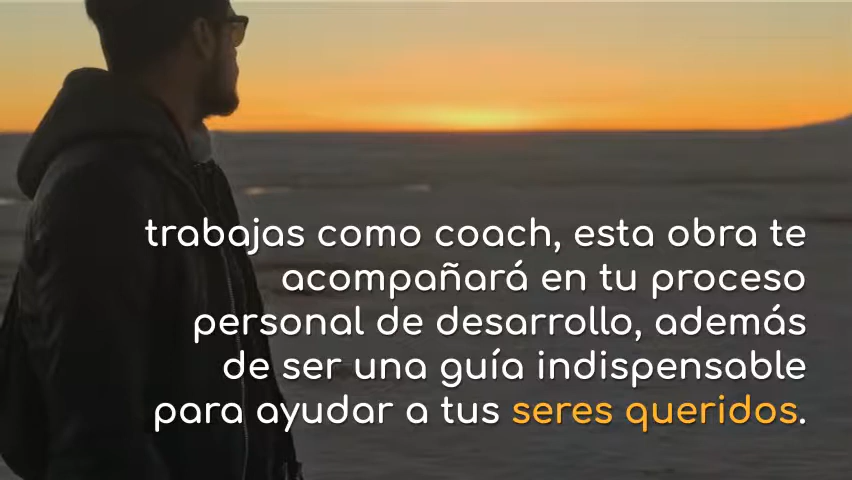 trabajas como coach, esta obra te
acompañará en tu proceso
personal de desarrollo, además
de ser una guía indispensable
para ayudar a tus seres queridos.